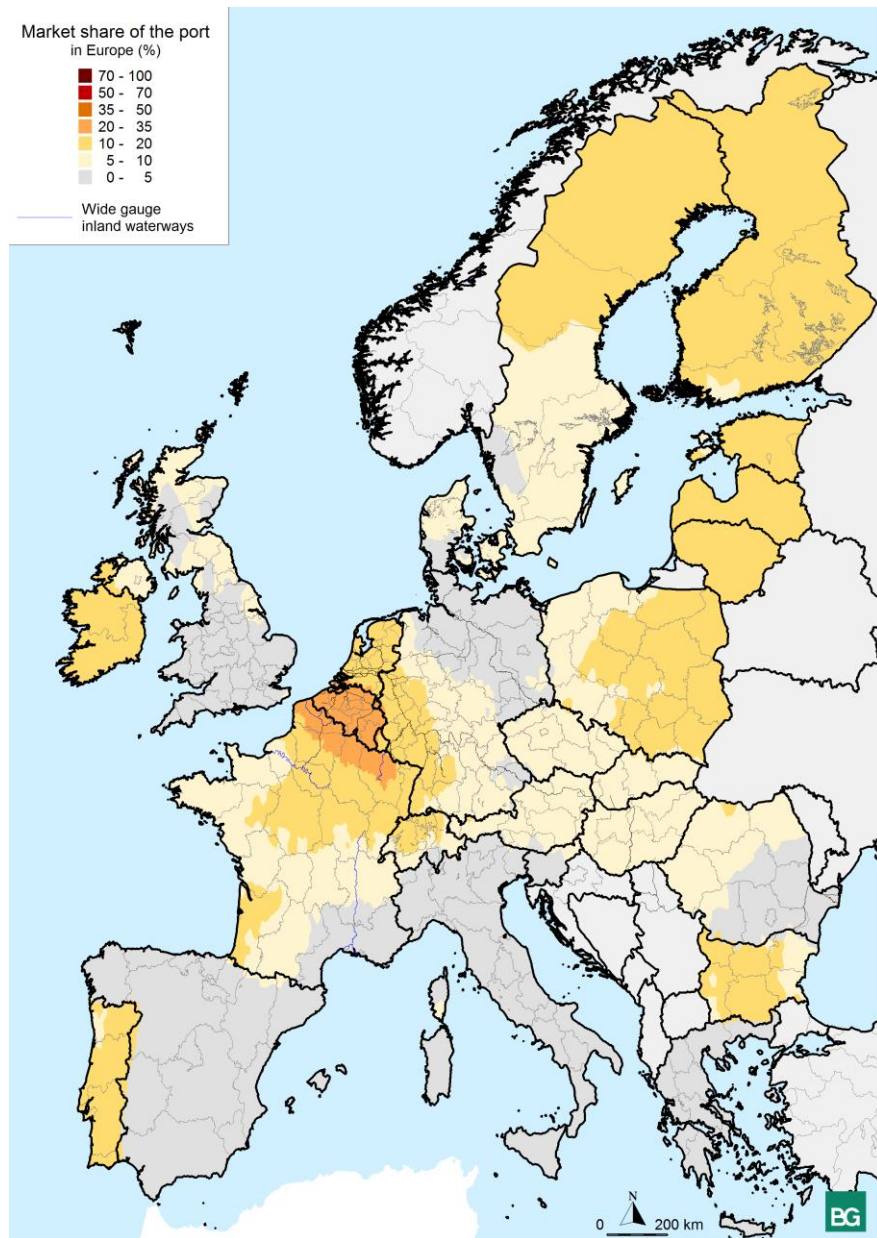 Market share of the port
in Europe (%)
70 - 100
50 - 70
35 - 50
20 - 35
10 - 20
5 - 10
0 - 5
Wide gauge
inland waterways
N
0 200 km
BG